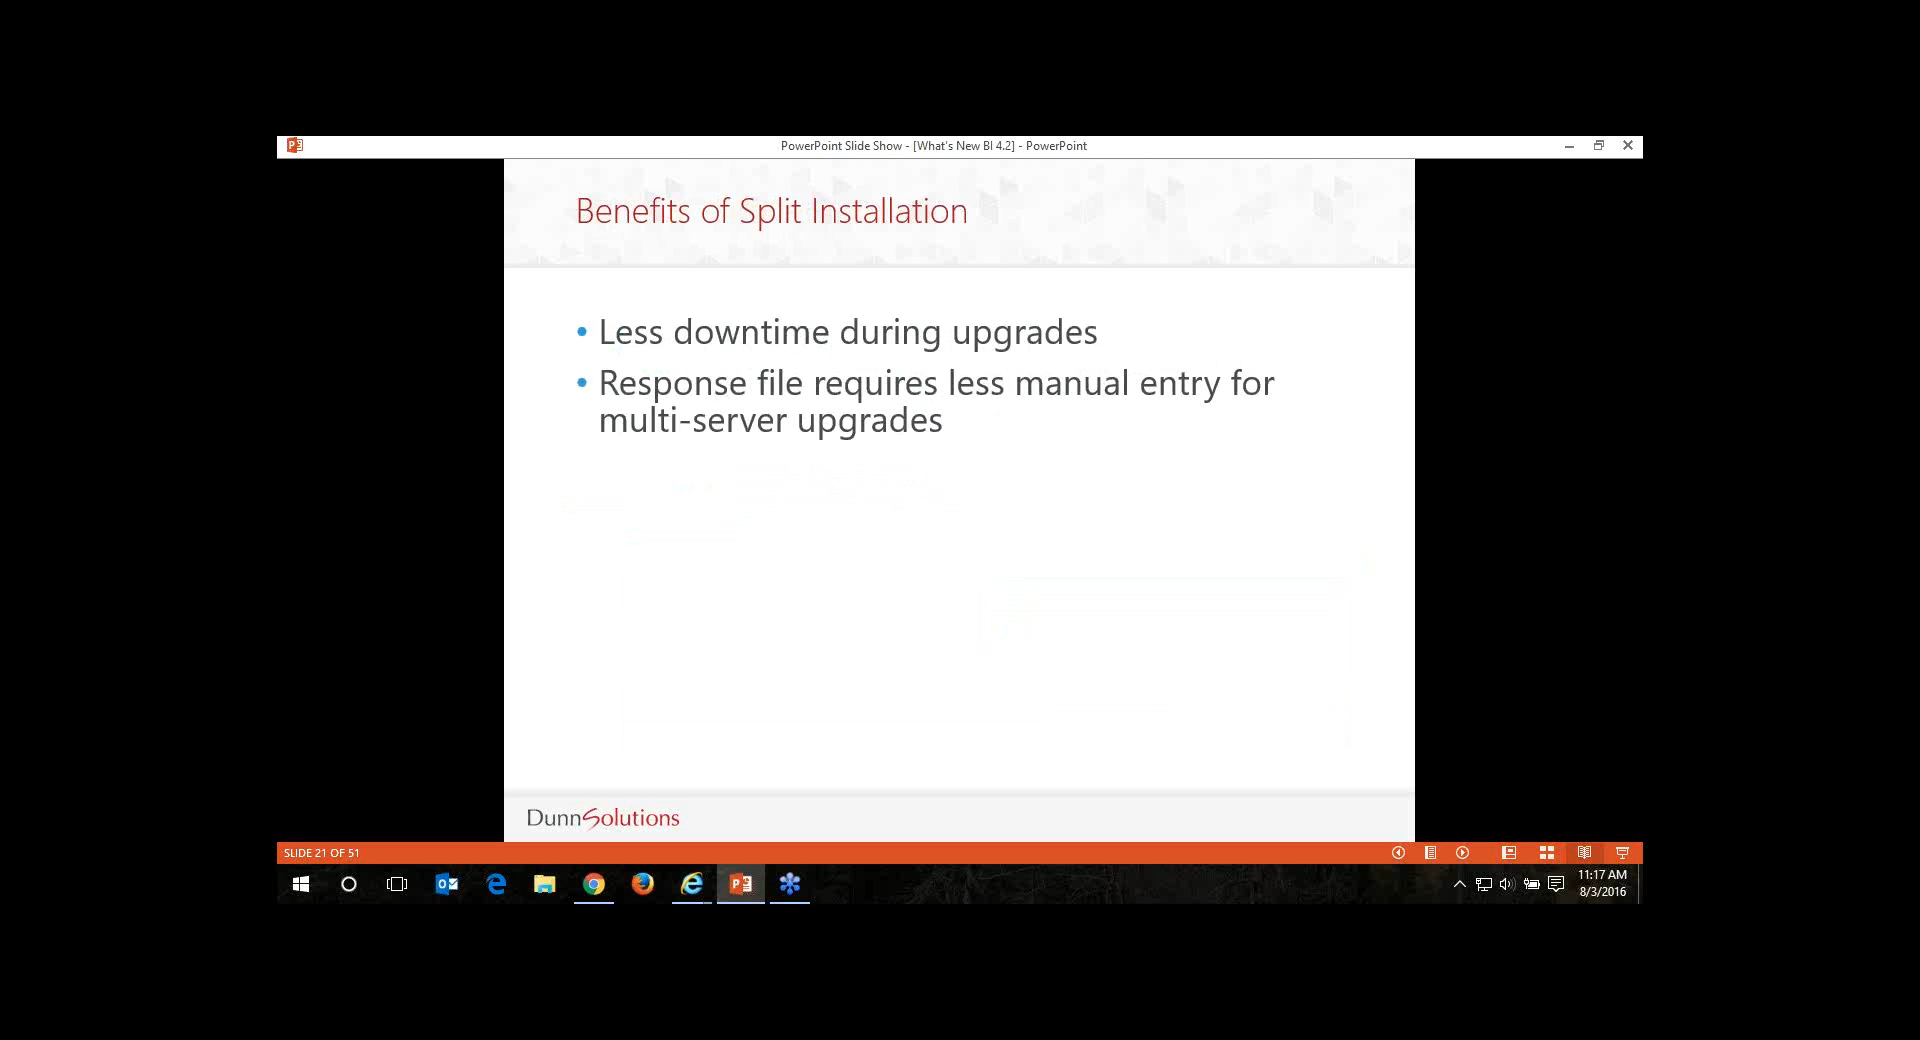 PowerPoint Slide Show - [What's New BI 4.2] - PowerPoint
Benefits of Split Installation
• Less downtime during upgrades
• Response file requires less manual entry for
multi-server upgrades
DunnSolutions
SLIDE 21 OF 51
11:17 AM
8/3/2016